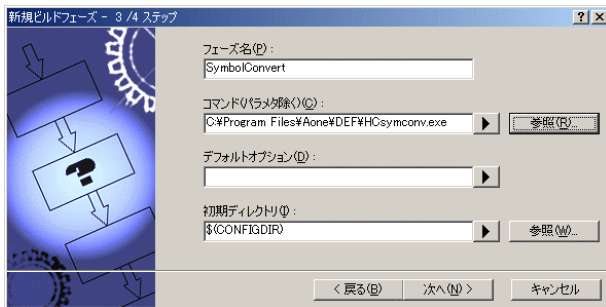 新規ビルドフェーズ - 3 /4 ステップ
フェーズ名(P) :
SymbolConvert
コマンド(パラメタ除く)(C) :
C:¥Program Files¥Aone¥DEF¥HCsymconv.exe
参照(R)...
デフォルトオプション(D) :
初期ディレクトリ(I) :
$(CONFIGDIR)
参照(W)...
< 戻る(B)
次へ(N) >
キャンセル